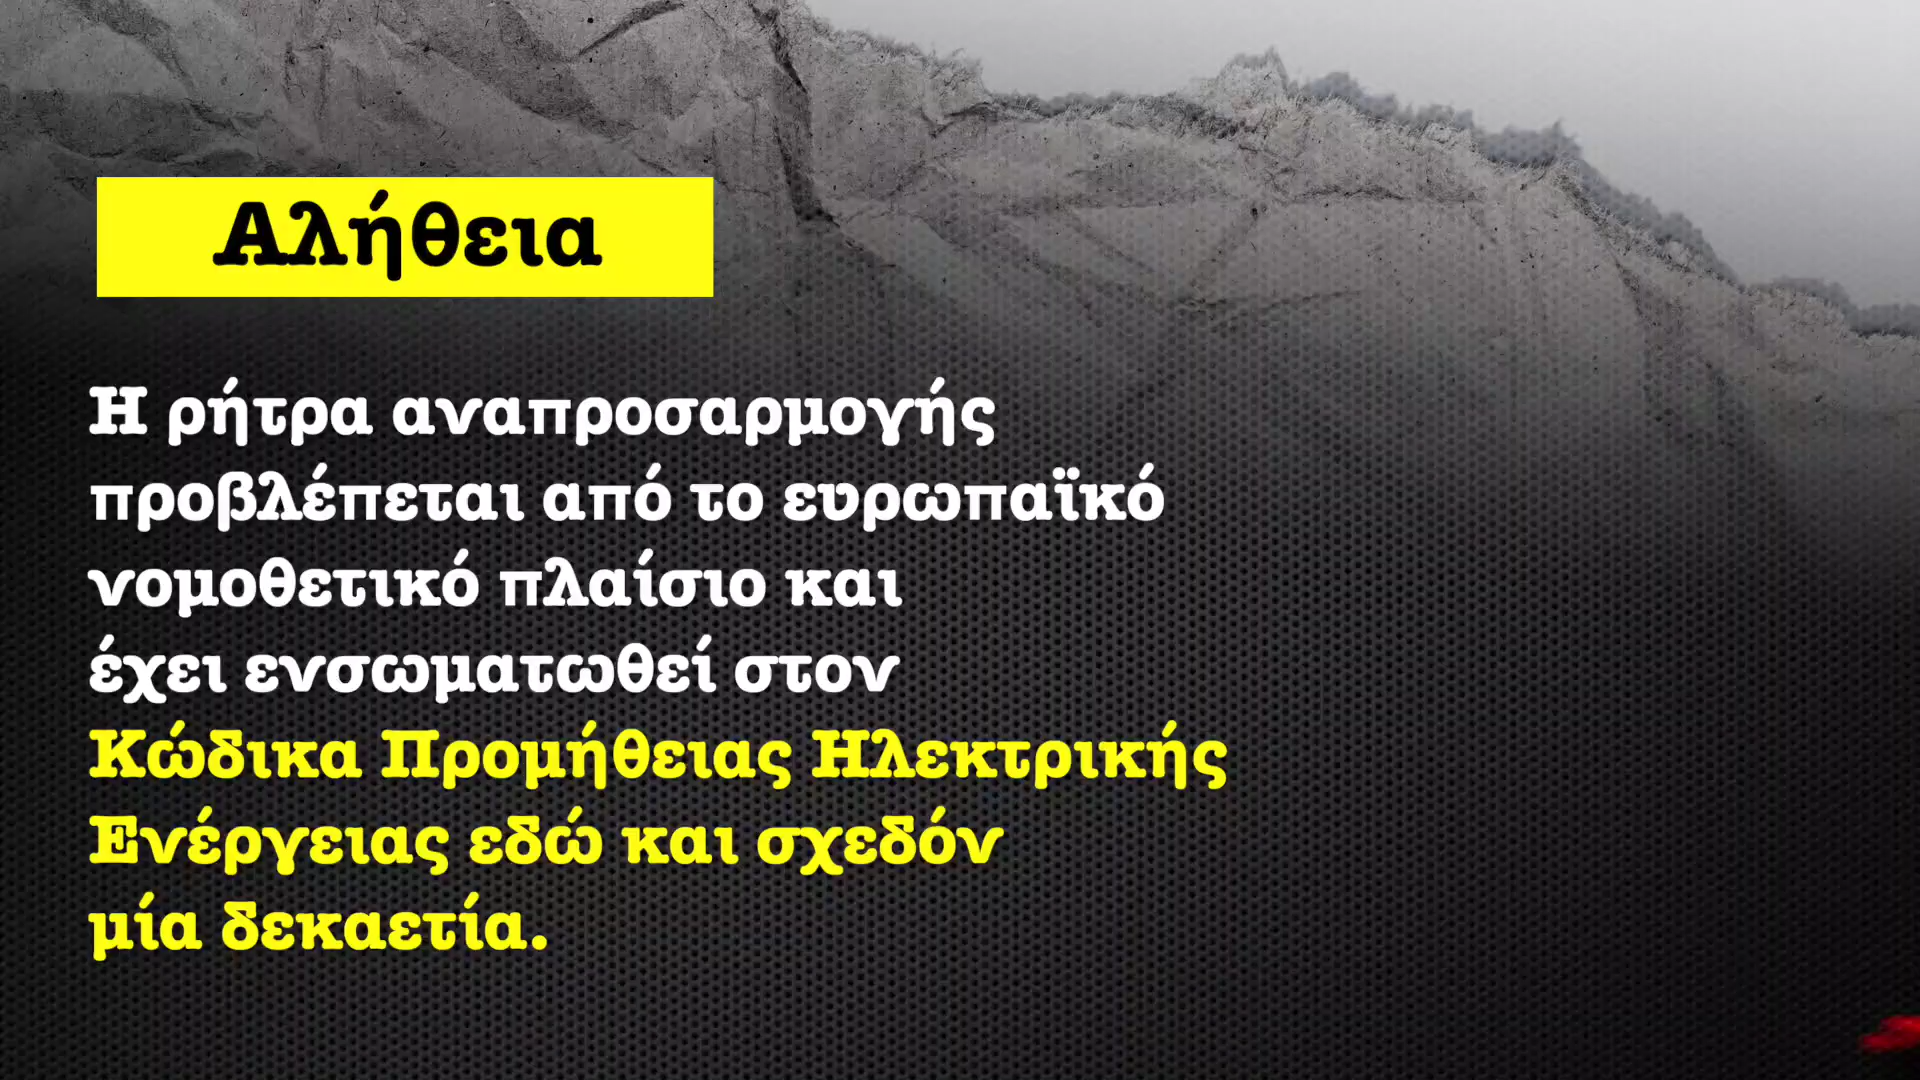 Αλήθεια
Η ρήτρα αναπροσαρμογής
προβλέπεται από το ευρωπαϊκό
νομοθετικό πλαίσιο και
έχει ενσωματωθεί στον
Κώδικα Προμήθειας Ηλεκτρικής
Ενέργειας εδώ και σχεδόν
μία δεκαετία.